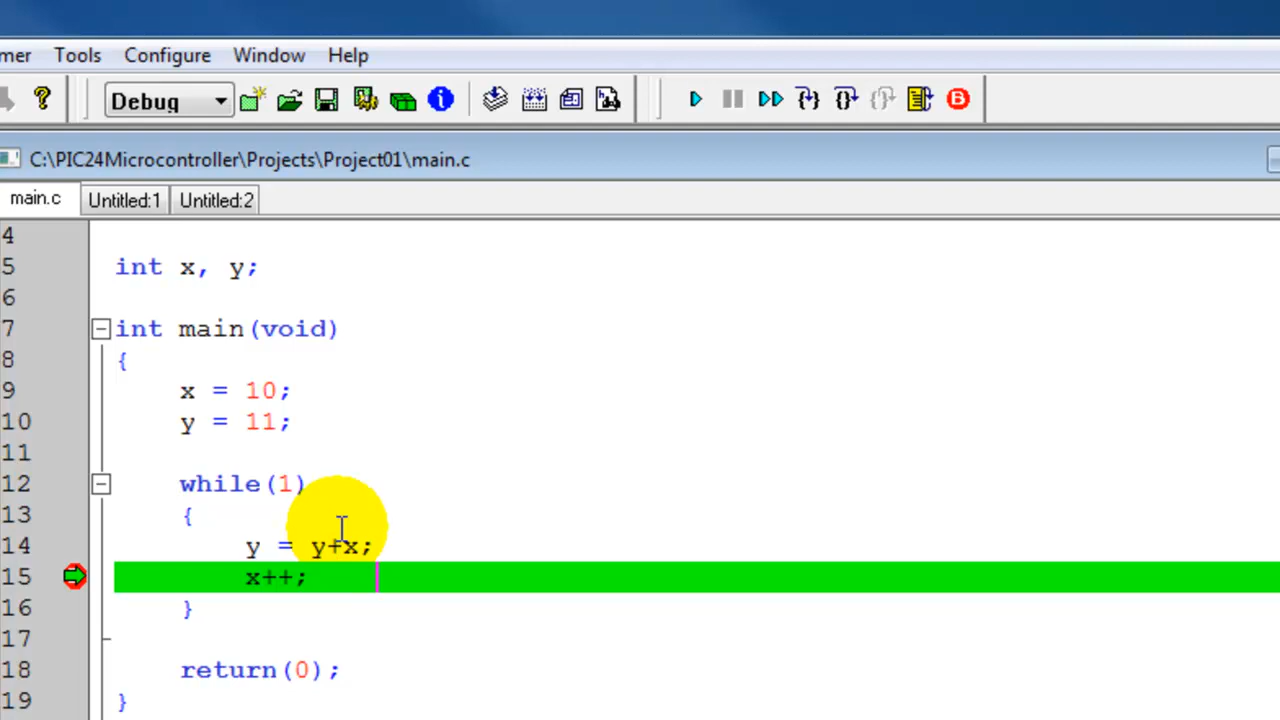 mer Tools Configure Window Help
? Debug i B
C:\PIC24Microcontroller\Projects\Project01\main.c
main.c Untitled:1 Untitled:2
4
5 int x, y;
6
7 int main(void)
8 {
9 x = 10;
10 y = 11;
11
12 while(1)
13 {
14 y = y+x;
15 x++;
16 }
17
18 return(0);
19 }